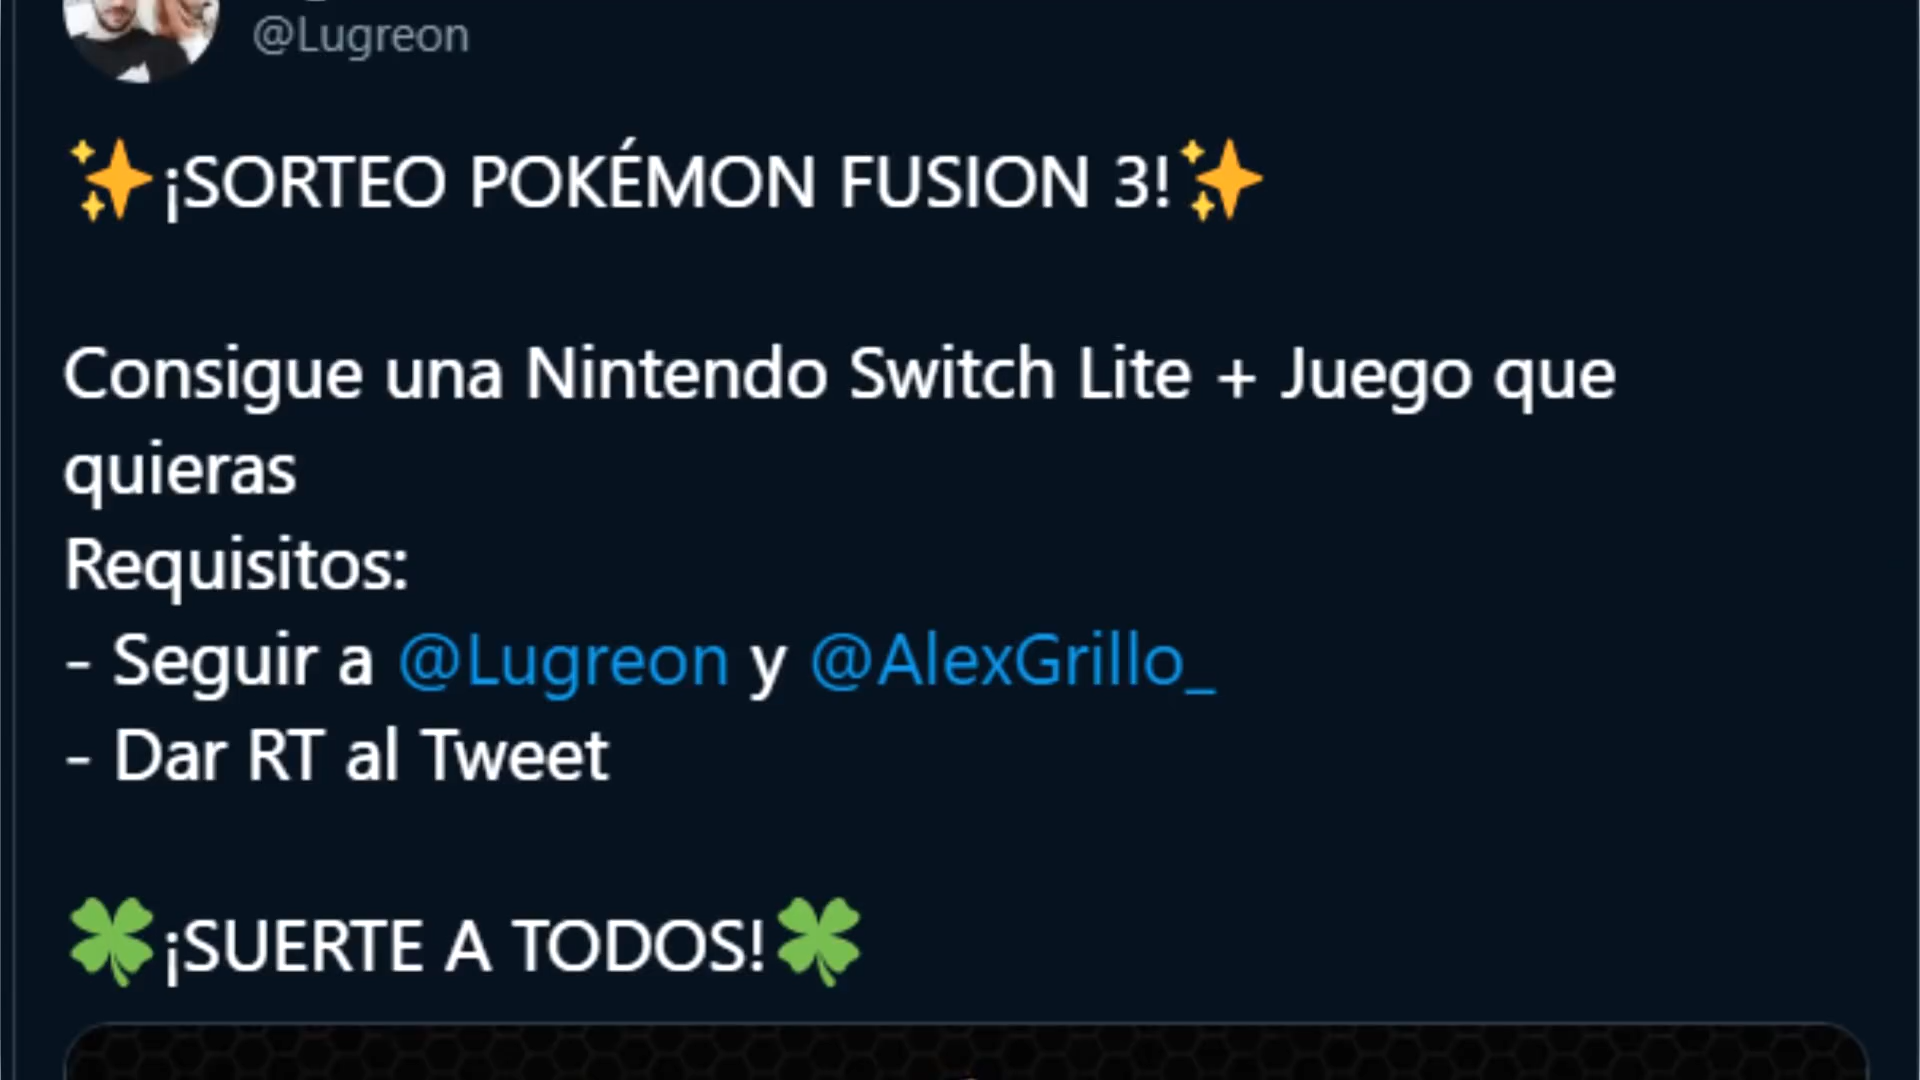 @Lugreon
✨¡SORTEO POKÉMON FUSION 3!✨
Consigue una Nintendo Switch Lite + Juego que
quieras
Requisitos:
- Seguir a @Lugreon y @AlexGrillo_
- Dar RT al Tweet
🍀¡SUERTE A TODOS!🍀